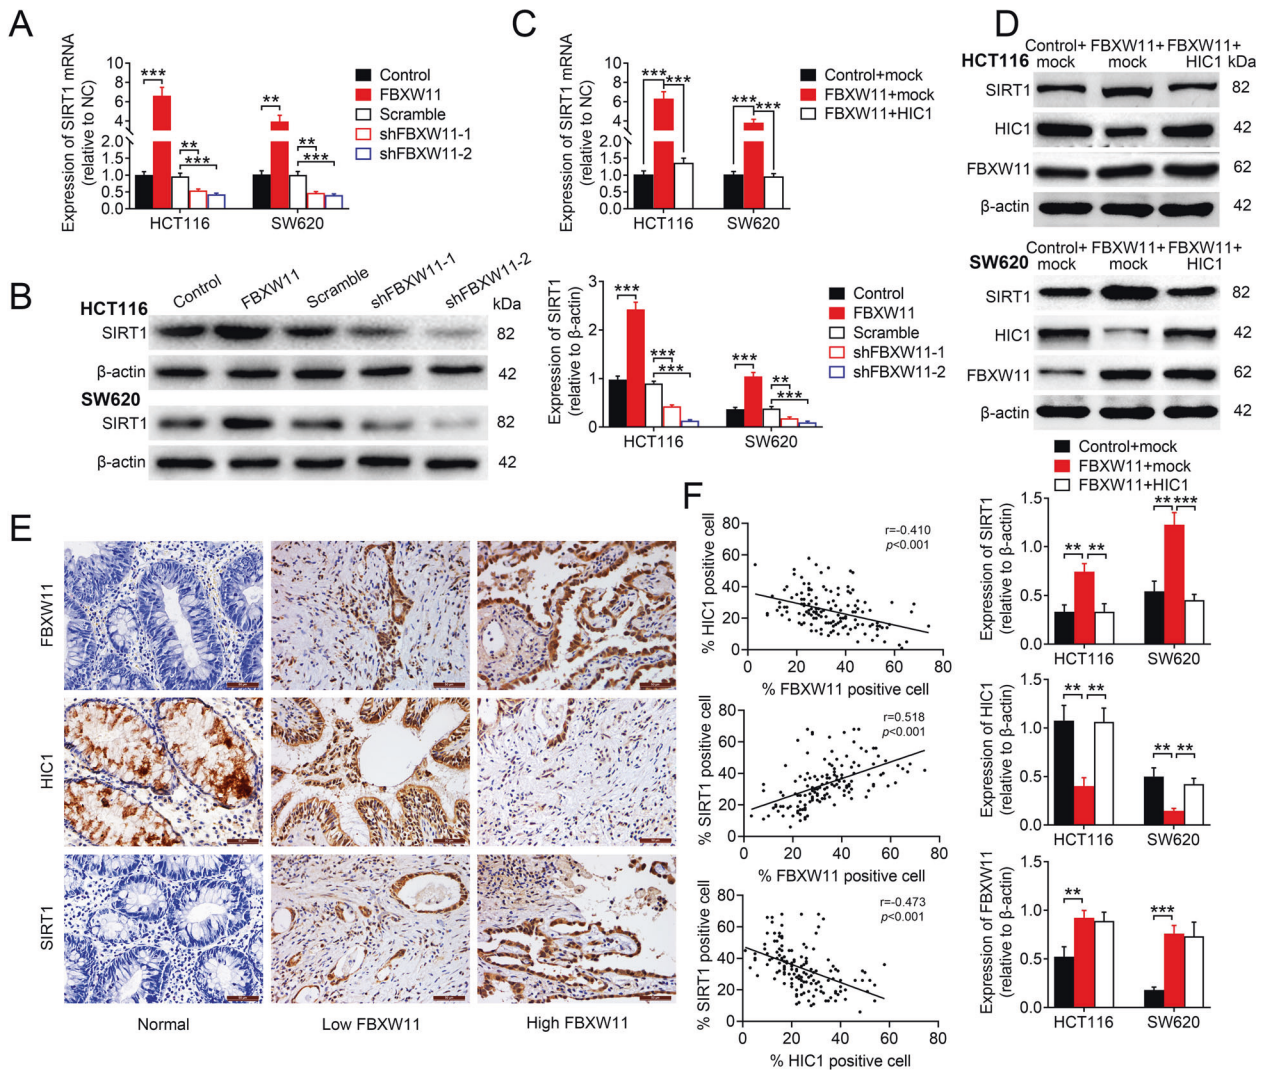 A
Expression of SIRT1 mRNA
(relative to NC)
10
8
6
4
2.0
1.5
1.0
0.5
0.0
***
**
***
**
**
***
HCT116
SW620
Control
FBXW11
Scramble
shFBXW11-1
shFBXW11-2
C
Expression of SIRT1 mRNA
(relative to NC)
10
8
6
4
2.0
1.5
1.0
0.5
0.0
***
***
***
***
HCT116
SW620
Control+mock
FBXW11+mock
FBXW11+HIC1
D
HCT116
Control+ FBXW11+ FBXW11+
mock mock HIC1 kDa
SIRT1 82
HIC1 42
FBXW11 62
β-actin 42
SW620
Control+ FBXW11+ FBXW11+
mock mock HIC1
SIRT1 82
HIC1 42
FBXW11 62
β-actin 42
Control+mock
FBXW11+mock
FBXW11+HIC1
Expression of SIRT1
(relative to β-actin)
1.5
1.0
0.5
0.0
** **
** ***
HCT116
SW620
Expression of HIC1
(relative to β-actin)
1.5
1.0
0.5
0.0
** **
** **
HCT116
SW620
Expression of FBXW11
(relative to β-actin)
1.5
1.0
0.5
0.0
**
***
HCT116
SW620
B
Control
FBXW11
Scramble
shFBXW11-1
shFBXW11-2
kDa
HCT116
SIRT1 82
β-actin 42
SW620
SIRT1 82
β-actin 42
Expression of SIRT1
(relative to β-actin)
3
2
1
0
***
***
***
***
**
***
HCT116
SW620
Control
FBXW11
Scramble
shFBXW11-1
shFBXW11-2
E
FBXW11
HIC1
SIRT1
Normal
Low FBXW11
High FBXW11
F
% HIC1 positive cell
80
60
40
20
0
r=-0.410
p<0.001
0 20 40 60 80
% FBXW11 positive cell
% SIRT1 positive cell
80
60
40
20
0
r=0.518
p<0.001
0 20 40 60 80
% FBXW11 positive cell
% SIRT1 positive cell
80
60
40
20
0
r=-0.473
p<0.001
0 20 40 60 80
% HIC1 positive cell